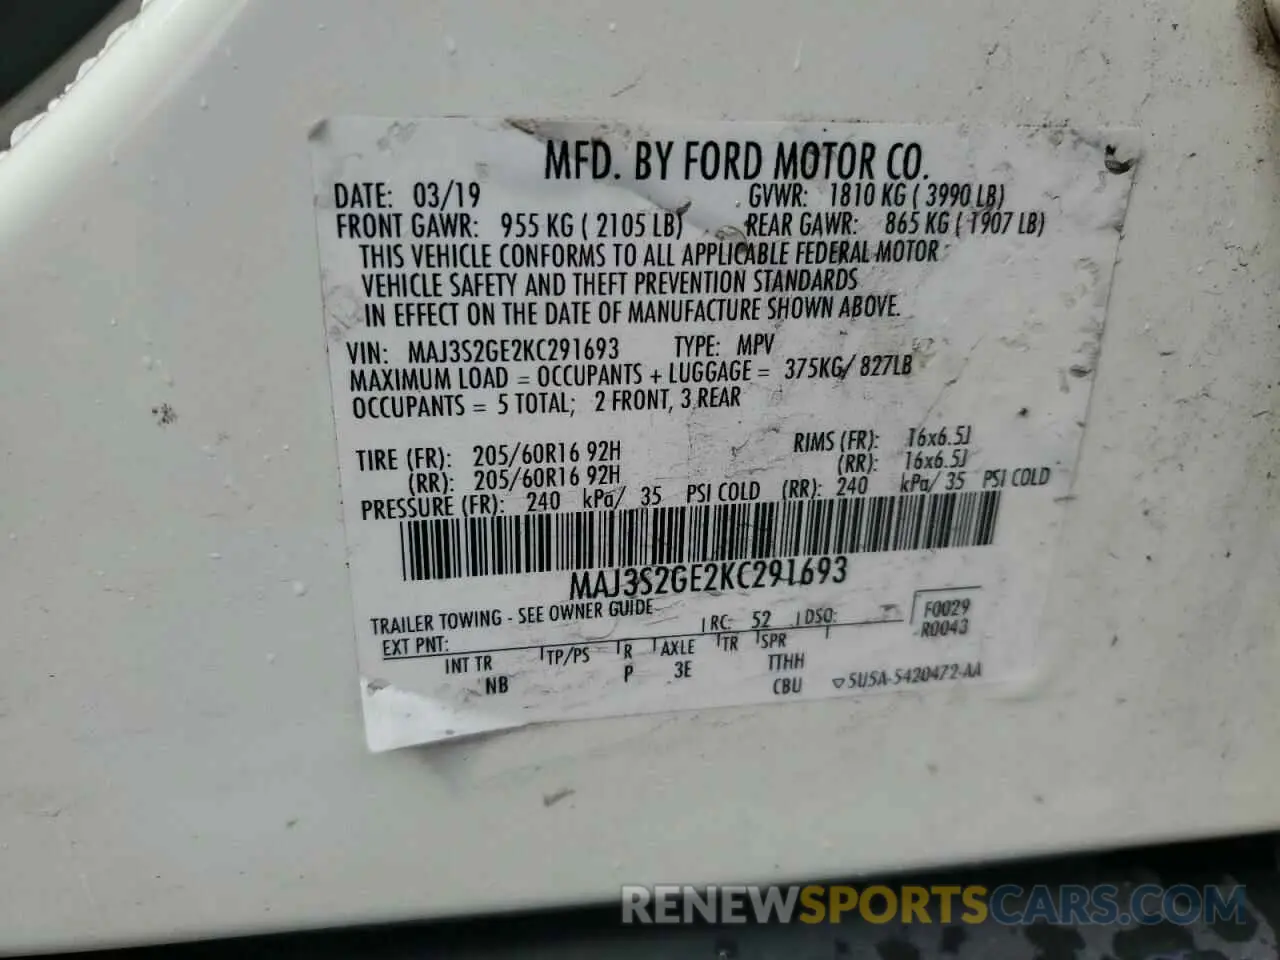 MFD. BY FORD MOTOR CO.
DATE: 03/19 GVWR: 1810 KG ( 3990 LB)
FRONT GAWR: 955 KG ( 2105 LB) REAR GAWR: 865 KG ( 1907 LB)
THIS VEHICLE CONFORMS TO ALL APPLICABLE FEDERAL MOTOR
VEHICLE SAFETY AND THEFT PREVENTION STANDARDS
IN EFFECT ON THE DATE OF MANUFACTURE SHOWN ABOVE.
VIN: MAJ3S2GE2KC291693 TYPE: MPV
MAXIMUM LOAD = OCCUPANTS + LUGGAGE = 375KG/ 827LB
OCCUPANTS = 5 TOTAL; 2 FRONT, 3 REAR
TIRE (FR): 205/60R16 92H RIMS (FR): 16x6.5J
(RR): 205/60R16 92H (RR): 16x6.5J
PRESSURE (FR): 240 kPa/ 35 PSI COLD (RR): 240 kPa/ 35 PSI COLD
MAJ3S2GE2KC291693
TRAILER TOWING - SEE OWNER GUIDE
EXT PNT: RC: 52 DSO: F0029
R0043
INT TR TP/PS R AXLE TR SPR
NB P 3E TTHH
CBU 5U5A-5420472-AA
RENEWSPORTSCARS.COM